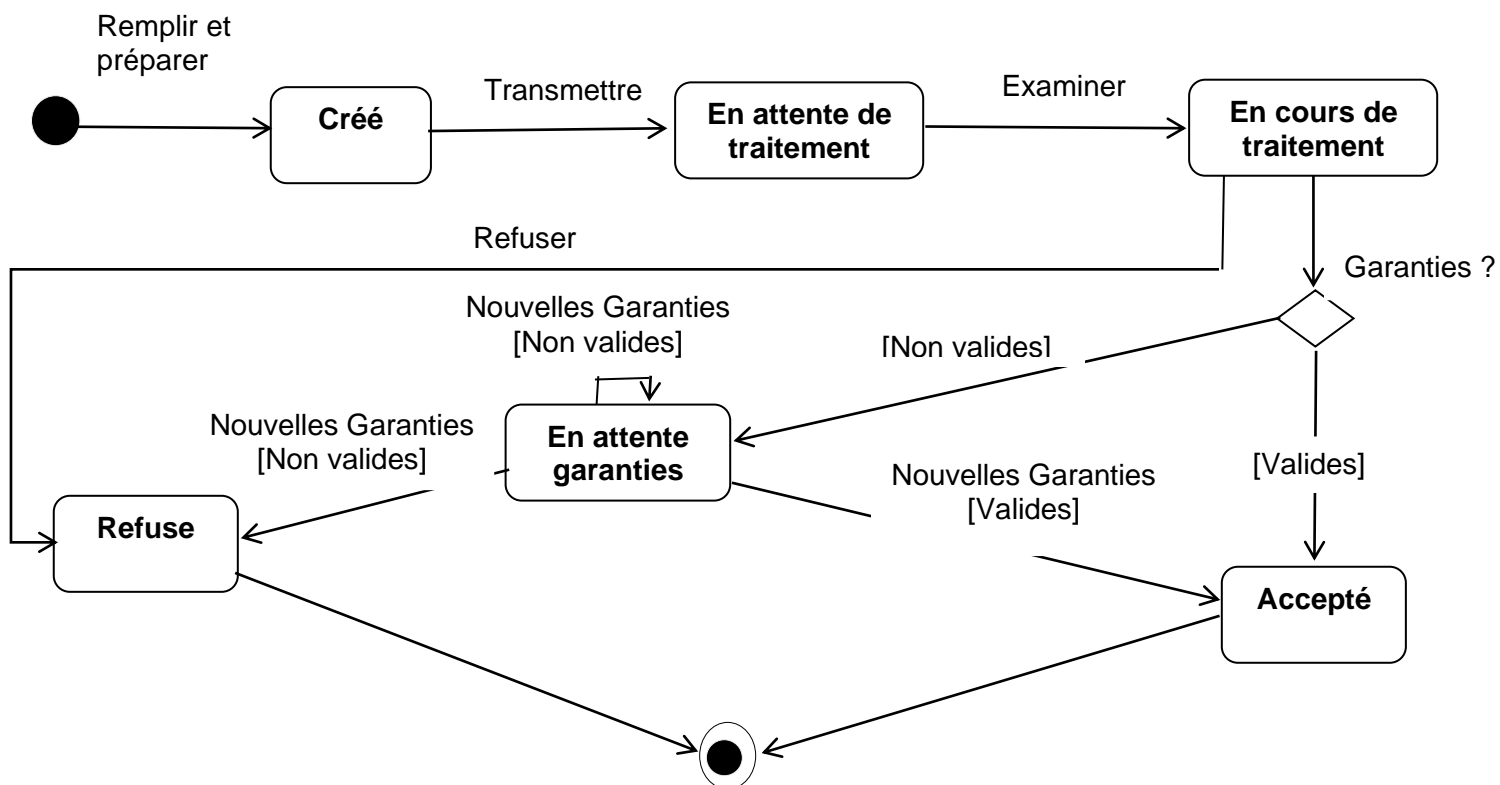 Remplir et
préparer
Créé
Transmettre
En attente de
traitement
Examiner
En cours de
traitement
Refuser
Garanties ?
Nouvelles Garanties
[Non valides]
[Non valides]
Nouvelles Garanties
[Non valides]
En attente
garanties
Nouvelles Garanties
[Valides]
[Valides]
Refuse
Accepté